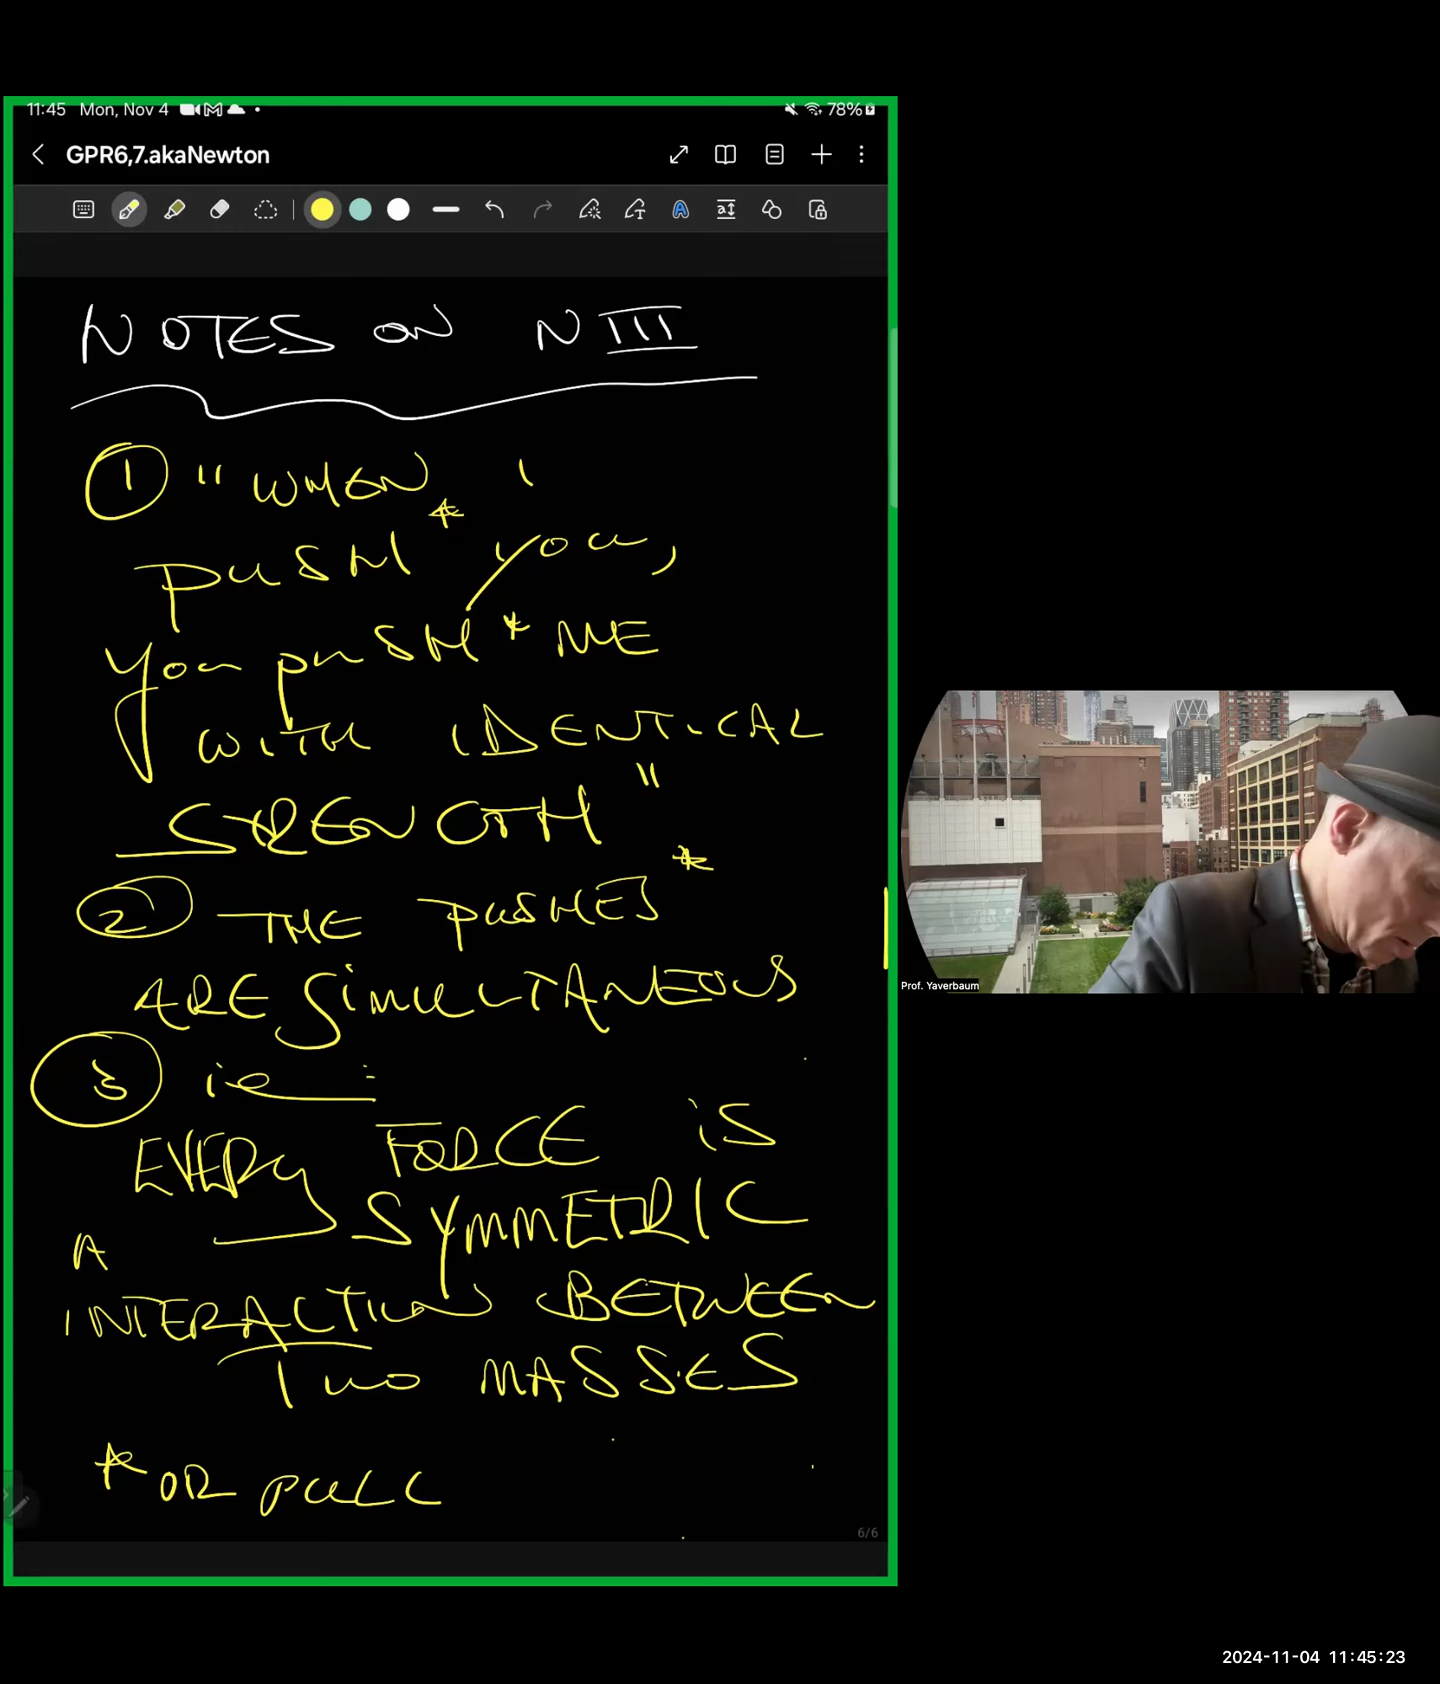 11:45 Mon, Nov 4 78%
GPR6,7.akaNewton
NOTES ON NIII
1 "WHEN I
PUSH* you,
you puSH* ME
WITH IDENTICAL
STRENGTH"
2 THE PUSHES*
ARE SIMULTANEOUS
3 ie:
EVERY FORCE iS
A SYMMETRIC
INTERACTION BETWEEN
TWO MASSES
*OR PULL
6/6
Prof. Yaverbaum
2024-11-04 11:45:23